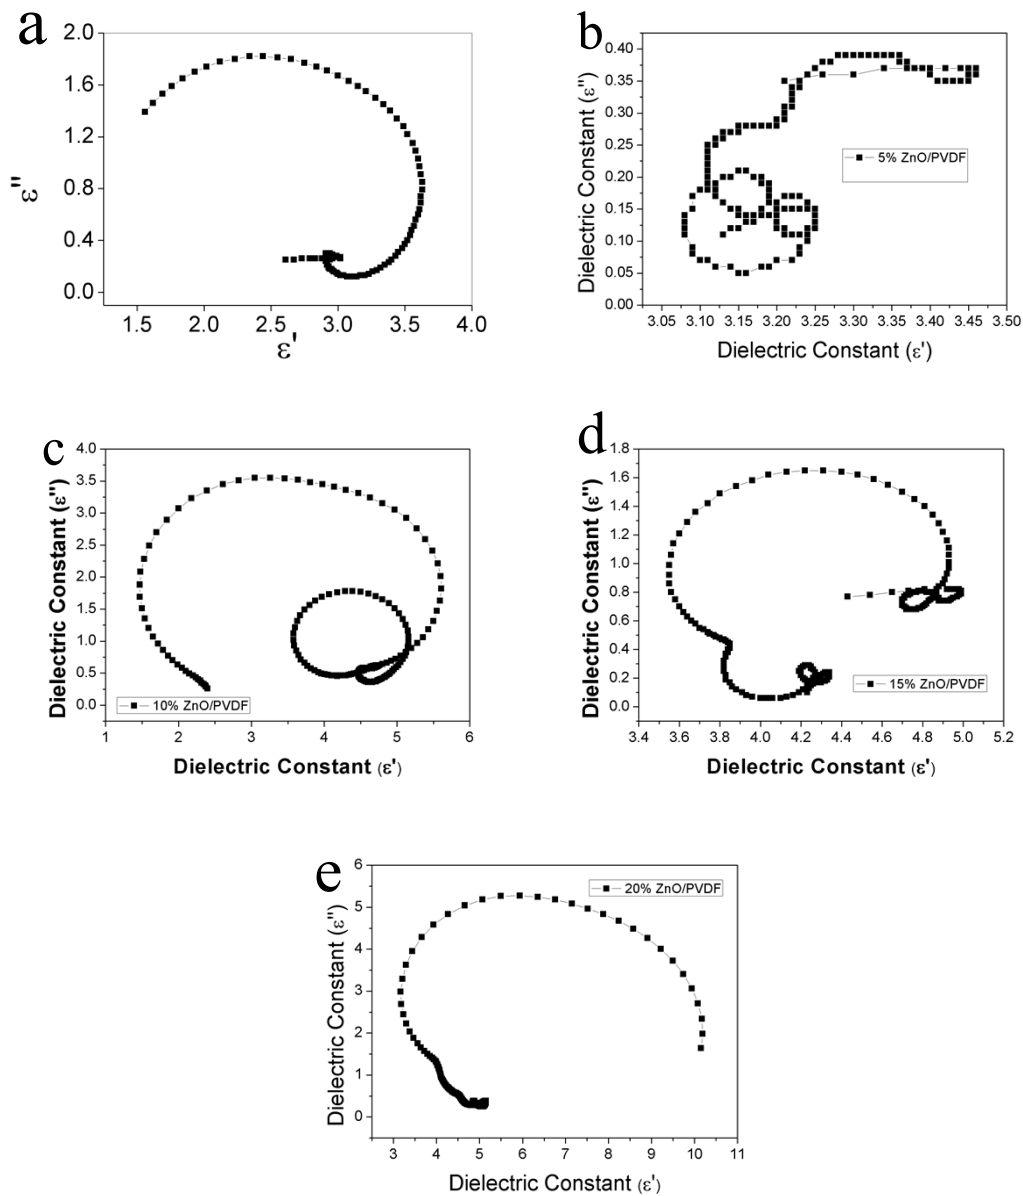 a
2.0
1.6
1.2
0.8
0.4
0.0
ε"
1.5 2.0 2.5 3.0 3.5 4.0
ε'
b
0.40
0.35
0.30
0.25
0.20
0.15
0.10
0.05
0.00
Dielectric Constant (ε")
5% ZnO/PVDF
3.05 3.10 3.15 3.20 3.25 3.30 3.35 3.40 3.45 3.50
Dielectric Constant (ε')
c
4.0
3.5
3.0
2.5
2.0
1.5
1.0
0.5
0.0
Dielectric Constant (ε")
10% ZnO/PVDF
1 2 3 4 5 6
Dielectric Constant (ε')
d
1.8
1.6
1.4
1.2
1.0
0.8
0.6
0.4
0.2
0.0
Dielectric Constant (ε")
15% ZnO/PVDF
3.4 3.6 3.8 4.0 4.2 4.4 4.6 4.8 5.0 5.2
Dielectric Constant (ε')
e
6
5
4
3
2
1
0
Dielectric Constant (ε")
20% ZnO/PVDF
3 4 5 6 7 8 9 10 11
Dielectric Constant (ε')